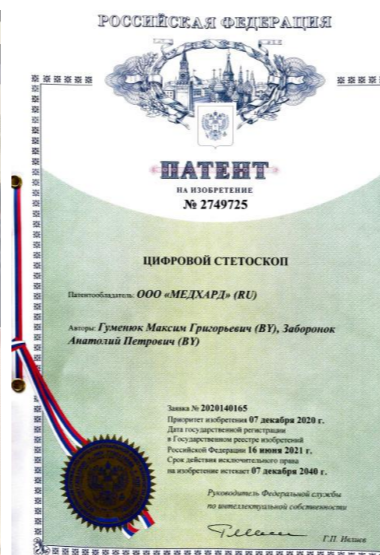 РОССИЙСКАЯ ФЕДЕРАЦИЯ
ПАТЕНТ
НА ИЗОБРЕТЕНИЕ
№ 2749725
ЦИФРОВОЙ СТЕТОСКОП
Патентообладатель: ООО «МЕДХАРД» (RU)
Авторы: Гуменюк Максим Григорьевич (BY), Заборонок
Анатолий Петрович (BY)
Заявка № 2020140165
Приоритет изобретения 07 декабря 2020 г.
Дата государственной регистрации
в Государственном реестре изобретений
Российской Федерации 16 июня 2021 г.
Срок действия исключительного права
на изобретение истекает 07 декабря 2040 г.
Руководитель Федеральной службы
по интеллектуальной собственности
Г.П. Ивлиев